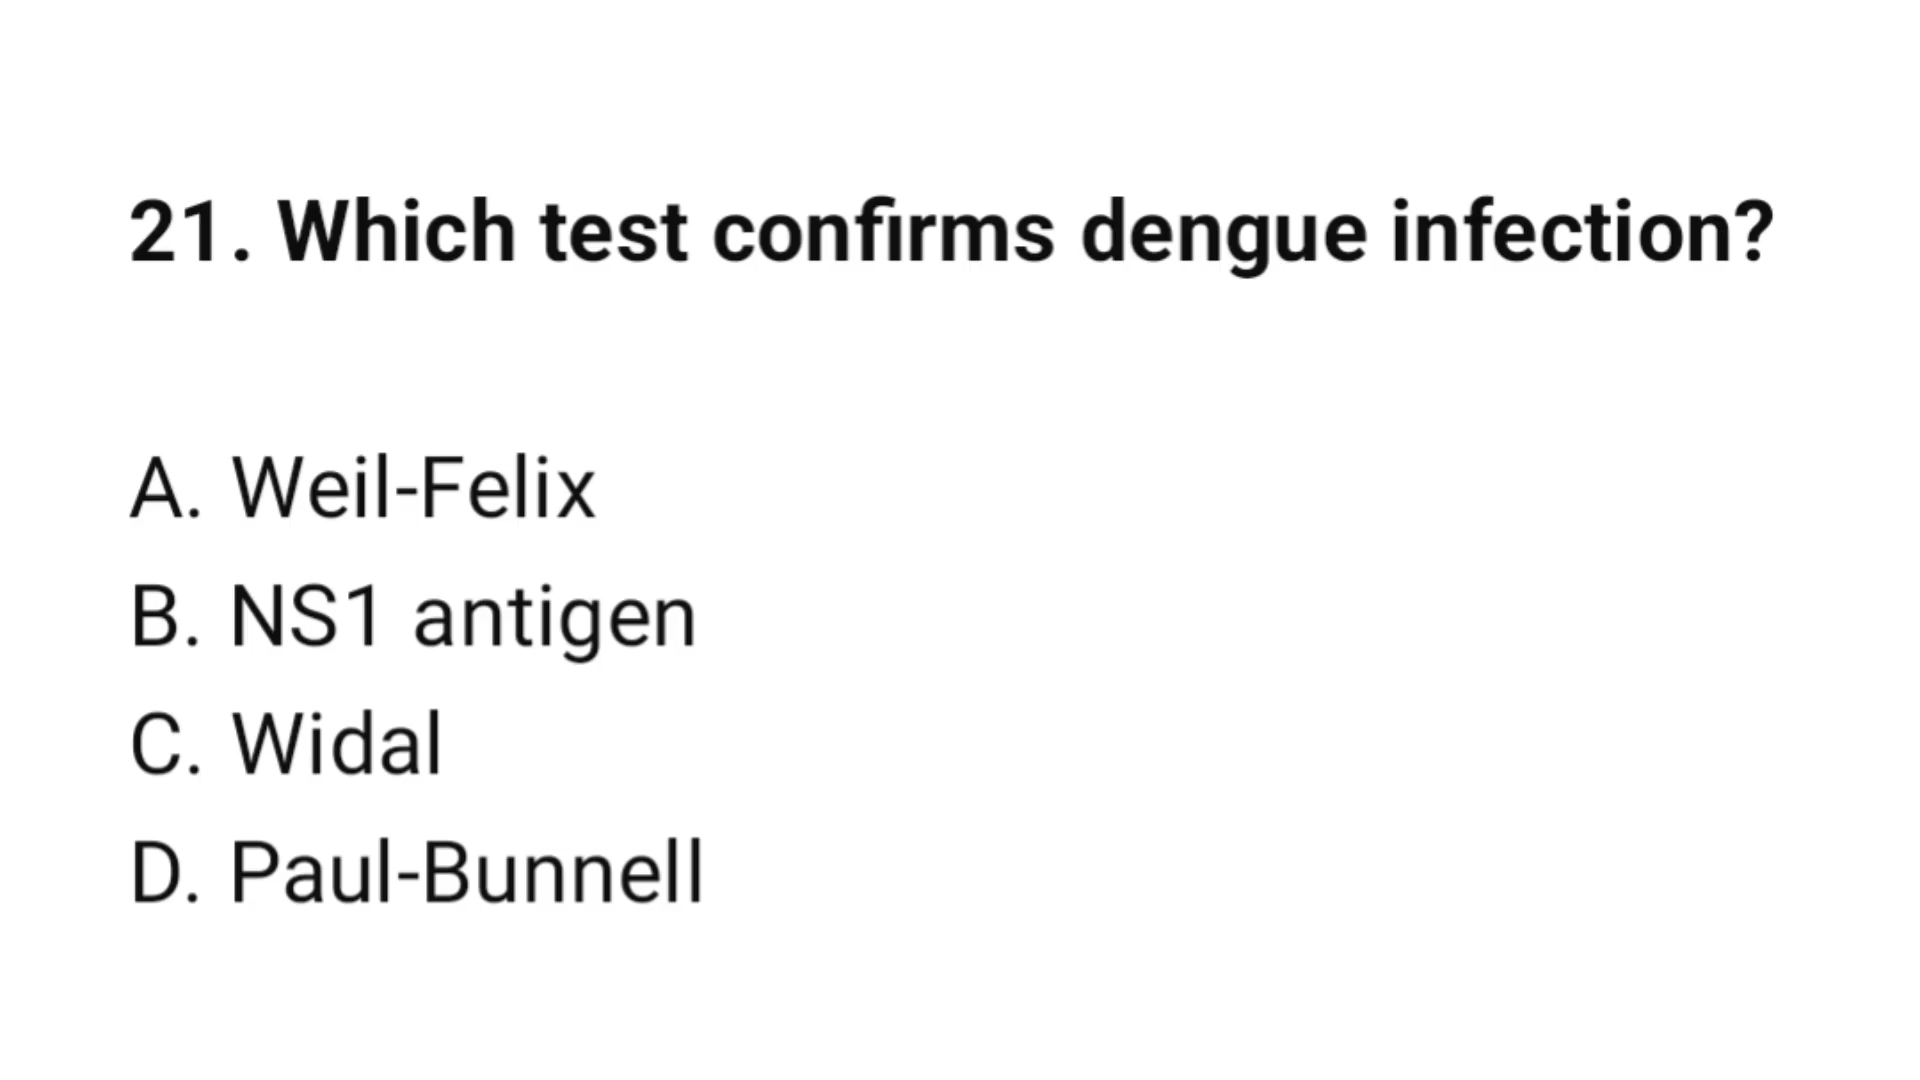 21. Which test confirms dengue infection?
A. Weil-Felix
B. NS1 antigen
C. Widal
D. Paul-Bunnell